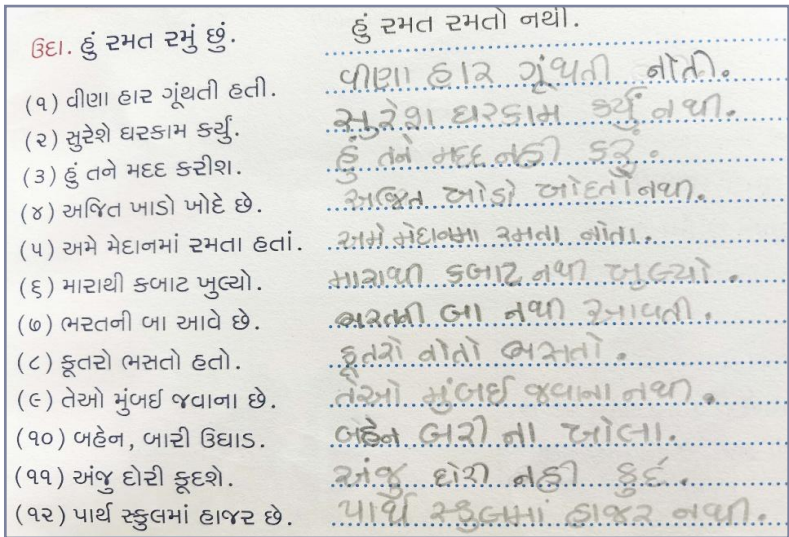 ઉદા. હું રમત રમું છું. હું રમત રમતો નથી.
(૧) વીણા હાર ગૂંથતી હતી. વીણા હાર ગૂંથતી નોતી.
(૨) સુરેશે ઘરકામ કર્યું. સુરેશ ઘરકામ કર્યું નથી.
(૩) હું તને મદદ કરીશ. હું તને મદદ નહી કરું.
(૪) અજિત ખાડો ખોદે છે. અજિત ખોડો ખોદતો નથી.
(૫) અમે મેદાનમાં રમતા હતાં. અમે મેદાનમા રમતા નોતા.
(૬) મારાથી કબાટ ખુલ્યો. મારાથી કબાટ નથી ખુલ્યો.
(૭) ભરતની બા આવે છે. ભરતની બા નથી આવતી.
(૮) કૂતરો ભસતો હતો. કૂતરો નોતો ભસતો.
(૯) તેઓ મુંબઈ જવાના છે. તેઓ મુંબઈ જવાના નથી.
(૧૦) બહેન, બારી ઉઘાડ. બહેન બારી ના ખોલા.
(૧૧) અંજુ દોરી કૂદશે. અંજુ દોરી નહી કુદે.
(૧૨) પાર્થ સ્કુલમાં હાજર છે. પાર્થ સ્કુલમાં હાજર નથી.